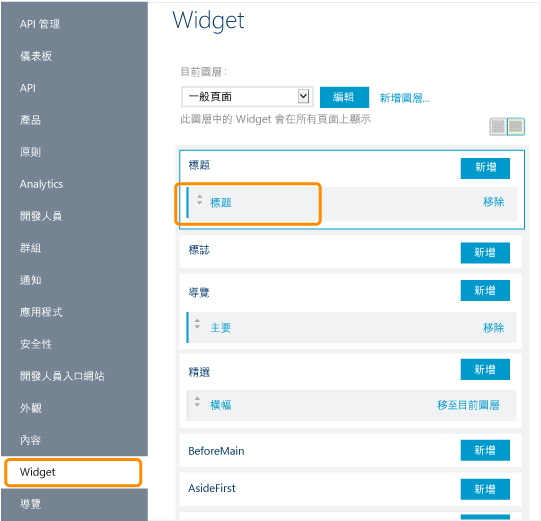 API 管理
儀表板
API
產品
原則
Analytics
開發人員
群組
通知
應用程式
安全性
開發人員入口網站
外觀
內容
Widget
導覽
Widget
目前圖層:
一般頁面
編輯
新增圖層...
此圖層中的 Widget 會在所有頁面上顯示
標題
新增
標題
移除
標誌
新增
導覽
新增
主要
移除
精選
新增
橫幅
移至目前圖層
BeforeMain
新增
AsideFirst
新增